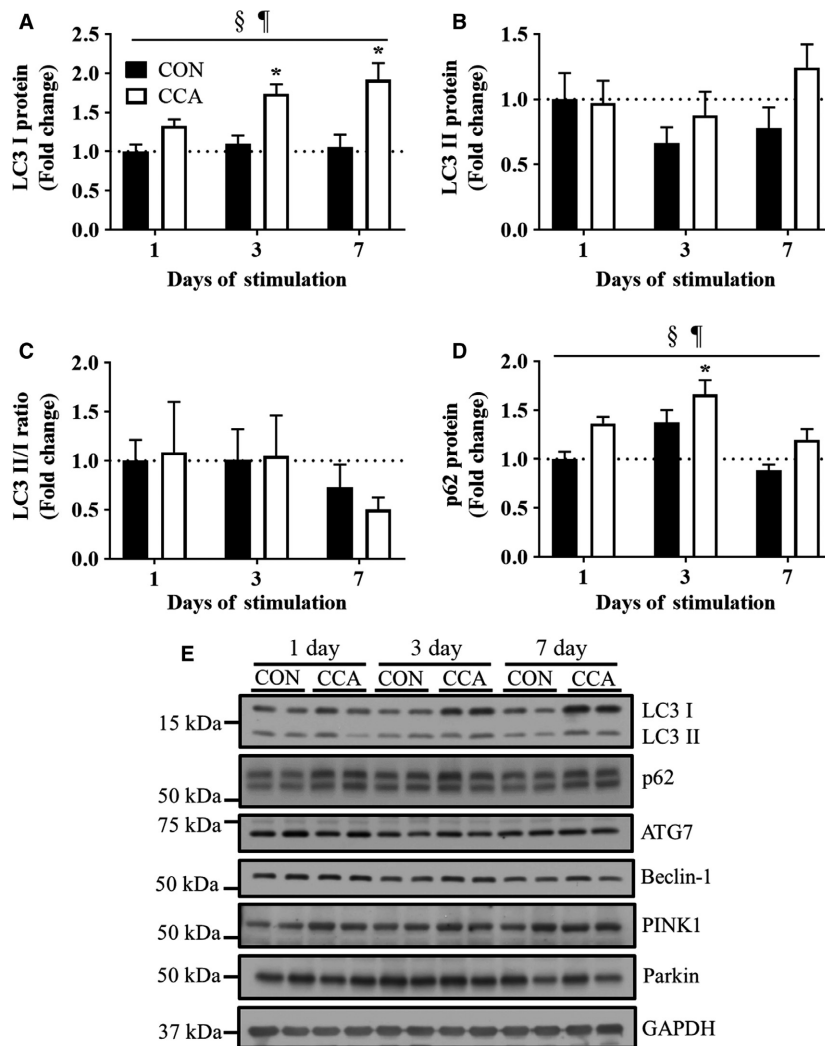 A
§ ¶
LC3 I protein
(Fold change)
2.5
2.0
1.5
1.0
0.5
0.0
CON
CCA
*
*
1 3 7
Days of stimulation
B
LC3 II protein
(Fold change)
1.5
1.0
0.5
0.0
1 3 7
Days of stimulation
C
LC3 II/I ratio
(Fold change)
2.0
1.5
1.0
0.5
0.0
1 3 7
Days of stimulation
D
§ ¶
p62 protein
(Fold change)
2.0
1.5
1.0
0.5
0.0
*
1 3 7
Days of stimulation
E
1 day 3 day 7 day
CON CCA CON CCA CON CCA
15 kDa
LC3 I
LC3 II
50 kDa
p62
75 kDa
ATG7
50 kDa
Beclin-1
50 kDa
PINK1
50 kDa
Parkin
37 kDa
GAPDH